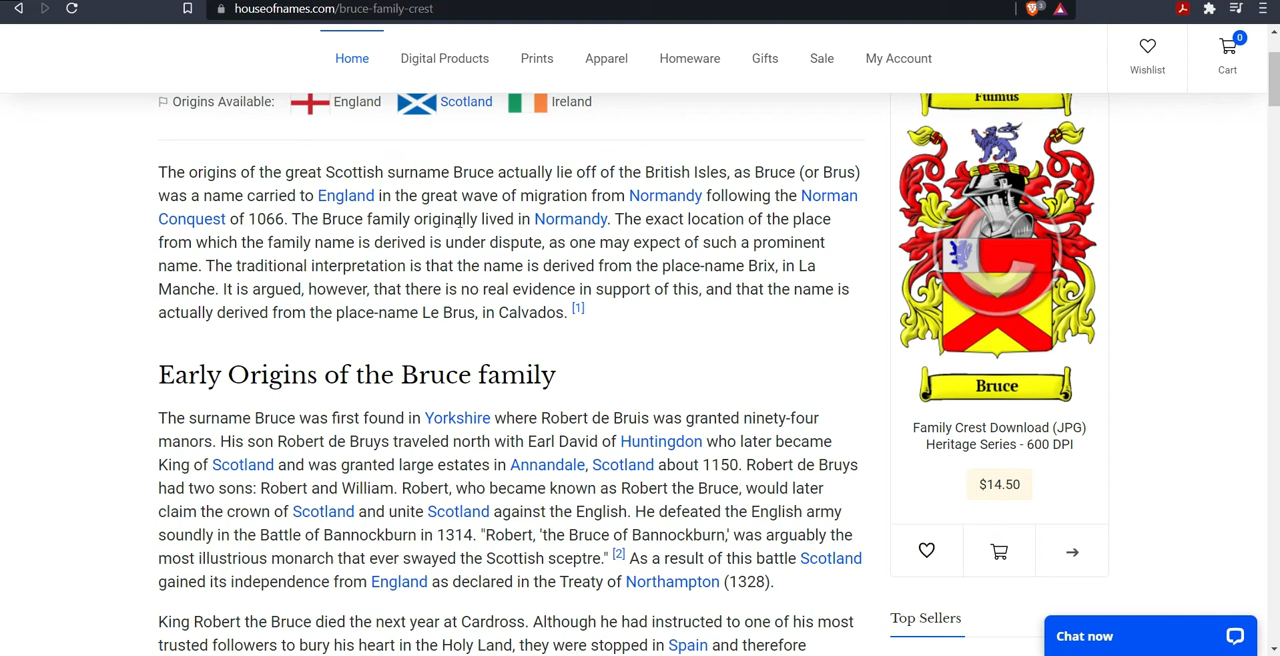 houseofnames.com/bruce-family-crest
3
Home
Digital Products
Prints
Apparel
Homeware
Gifts
Sale
My Account
Wishlist
0
Cart
Origins Available:
England
Scotland
Ireland
The origins of the great Scottish surname Bruce actually lie off of the British Isles, as Bruce (or Brus)
was a name carried to England in the great wave of migration from Normandy following the Norman
Conquest of 1066. The Bruce family originally lived in Normandy. The exact location of the place
from which the family name is derived is under dispute, as one may expect of such a prominent
name. The traditional interpretation is that the name is derived from the place-name Brix, in La
Manche. It is argued, however, that there is no real evidence in support of this, and that the name is
actually derived from the place-name Le Brus, in Calvados. [1]
Early Origins of the Bruce family
The surname Bruce was first found in Yorkshire where Robert de Bruis was granted ninety-four
manors. His son Robert de Bruys traveled north with Earl David of Huntingdon who later became
King of Scotland and was granted large estates in Annandale, Scotland about 1150. Robert de Bruys
had two sons: Robert and William. Robert, who became known as Robert the Bruce, would later
claim the crown of Scotland and unite Scotland against the English. He defeated the English army
soundly in the Battle of Bannockburn in 1314. "Robert, 'the Bruce of Bannockburn,' was arguably the
most illustrious monarch that ever swayed the Scottish sceptre." [2] As a result of this battle Scotland
gained its independence from England as declared in the Treaty of Northampton (1328).
King Robert the Bruce died the next year at Cardross. Although he had instructed to one of his most
trusted followers to bury his heart in the Holy Land, they were stopped in Spain and therefore
Fuimus
C
Bruce
Family Crest Download (JPG)
Heritage Series - 600 DPI
$14.50
Top Sellers
Chat now